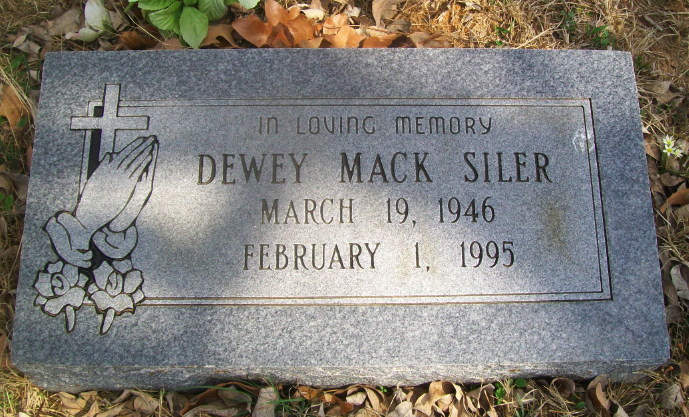 IN LOVING MEMORY
DEWEY MACK SILER
MARCH 19, 1946
FEBRUARY 1, 1995